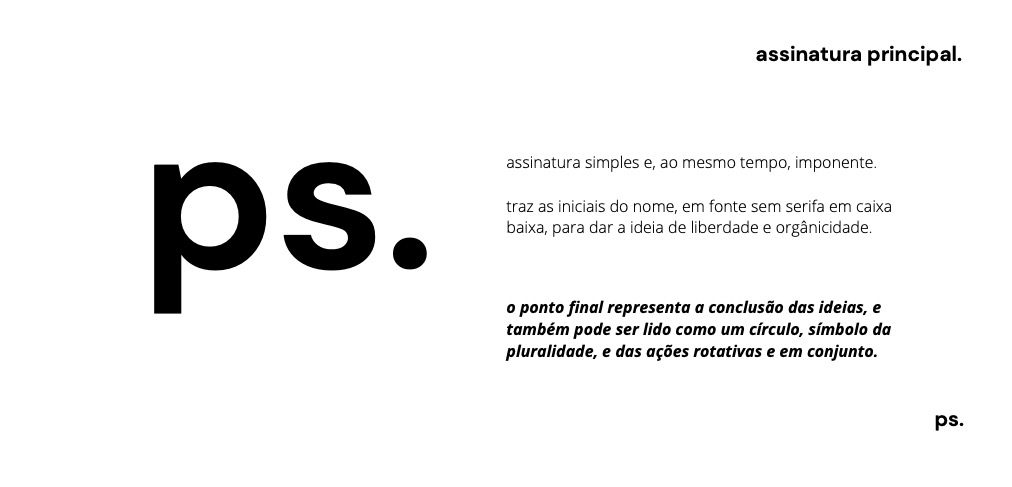 assinatura principal.
ps.
assinatura simples e, ao mesmo tempo, imponente.
traz as iniciais do nome, em fonte sem serifa em caixa
baixa, para dar a ideia de liberdade e orgânicidade.
o ponto final representa a conclusão das ideias, e
também pode ser lido como um círculo, símbolo da
pluralidade, e das ações rotativas e em conjunto.
ps.